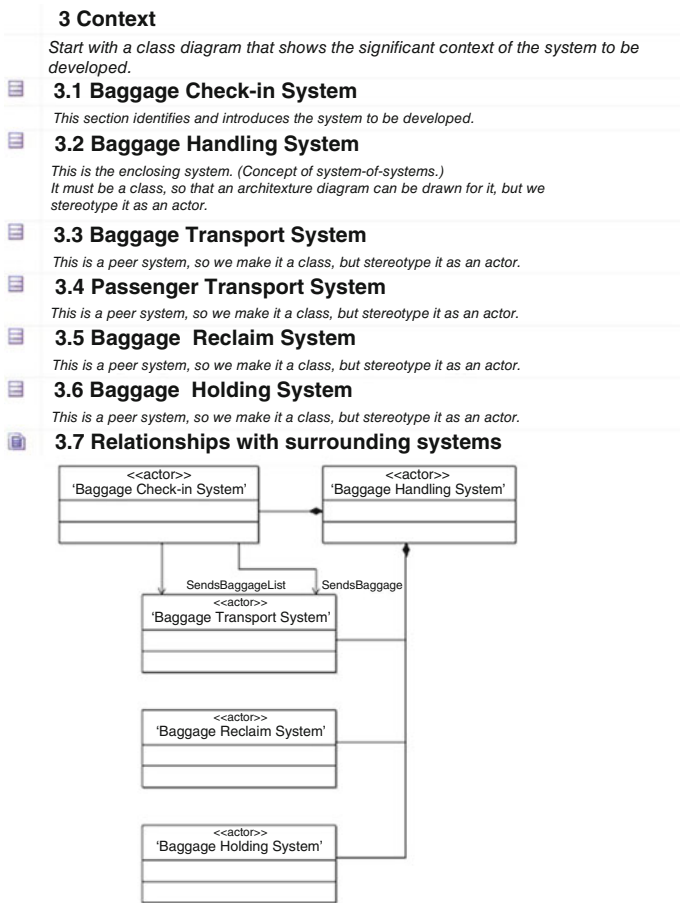 3 Context
Start with a class diagram that shows the significant context of the system to be
developed.
3.1 Baggage Check-in System
This section identifies and introduces the system to be developed.
3.2 Baggage Handling System
This is the enclosing system. (Concept of system-of-systems.)
It must be a class, so that an architexture diagram can be drawn for it, but we
stereotype it as an actor.
3.3 Baggage Transport System
This is a peer system, so we make it a class, but stereotype it as an actor.
3.4 Passenger Transport System
This is a peer system, so we make it a class, but stereotype it as an actor.
3.5 Baggage  Reclaim System
This is a peer system, so we make it a class, but stereotype it as an actor.
3.6 Baggage  Holding System
This is a peer system, so we make it a class, but stereotype it as an actor.
3.7 Relationships with surrounding systems
<<actor>>
‘Baggage Check-in System’
<<actor>>
‘Baggage Handling System’
SendsBaggageList
SendsBaggage
<<actor>>
‘Baggage Transport System’
<<actor>>
‘Baggage Reclaim System’
<<actor>>
‘Baggage Holding System’